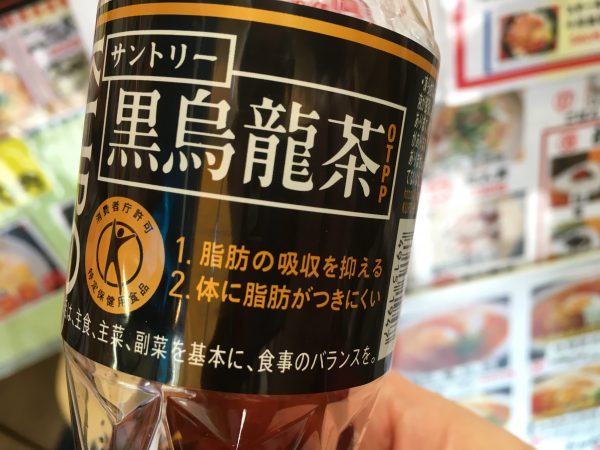 サントリー
黒烏龍茶
OTPP
消費者庁許可
特定保健用食品
1. 脂肪の吸収を抑える
2. 体に脂肪がつきにくい
は、主食、主菜、副菜を基本に、食事のバランスを。